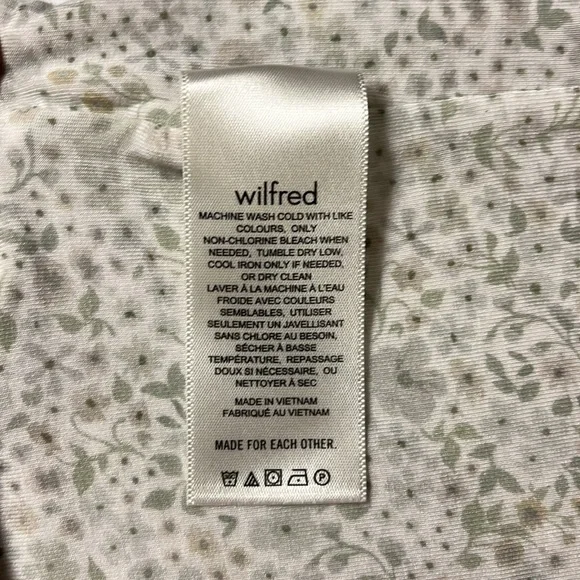 wilfred
MACHINE WASH COLD WITH LIKE
COLOURS, ONLY
NON-CHLORINE BLEACH WHEN
NEEDED, TUMBLE DRY LOW,
COOL IRON ONLY IF NEEDED,
OR DRY CLEAN
LAVER À LA MACHINE À L'EAU
FROIDE AVEC COULEURS
SEMBLABLES, UTILISER
SEULEMENT UN JAVELLISANT
SANS CHLORE AU BESOIN,
SÉCHER À BASSE
TEMPÉRATURE, REPASSAGE
DOUX SI NÉCESSAIRE, OU
NETTOYER À SEC
MADE IN VIETNAM
FABRIQUÉ AU VIETNAM
MADE FOR EACH OTHER.